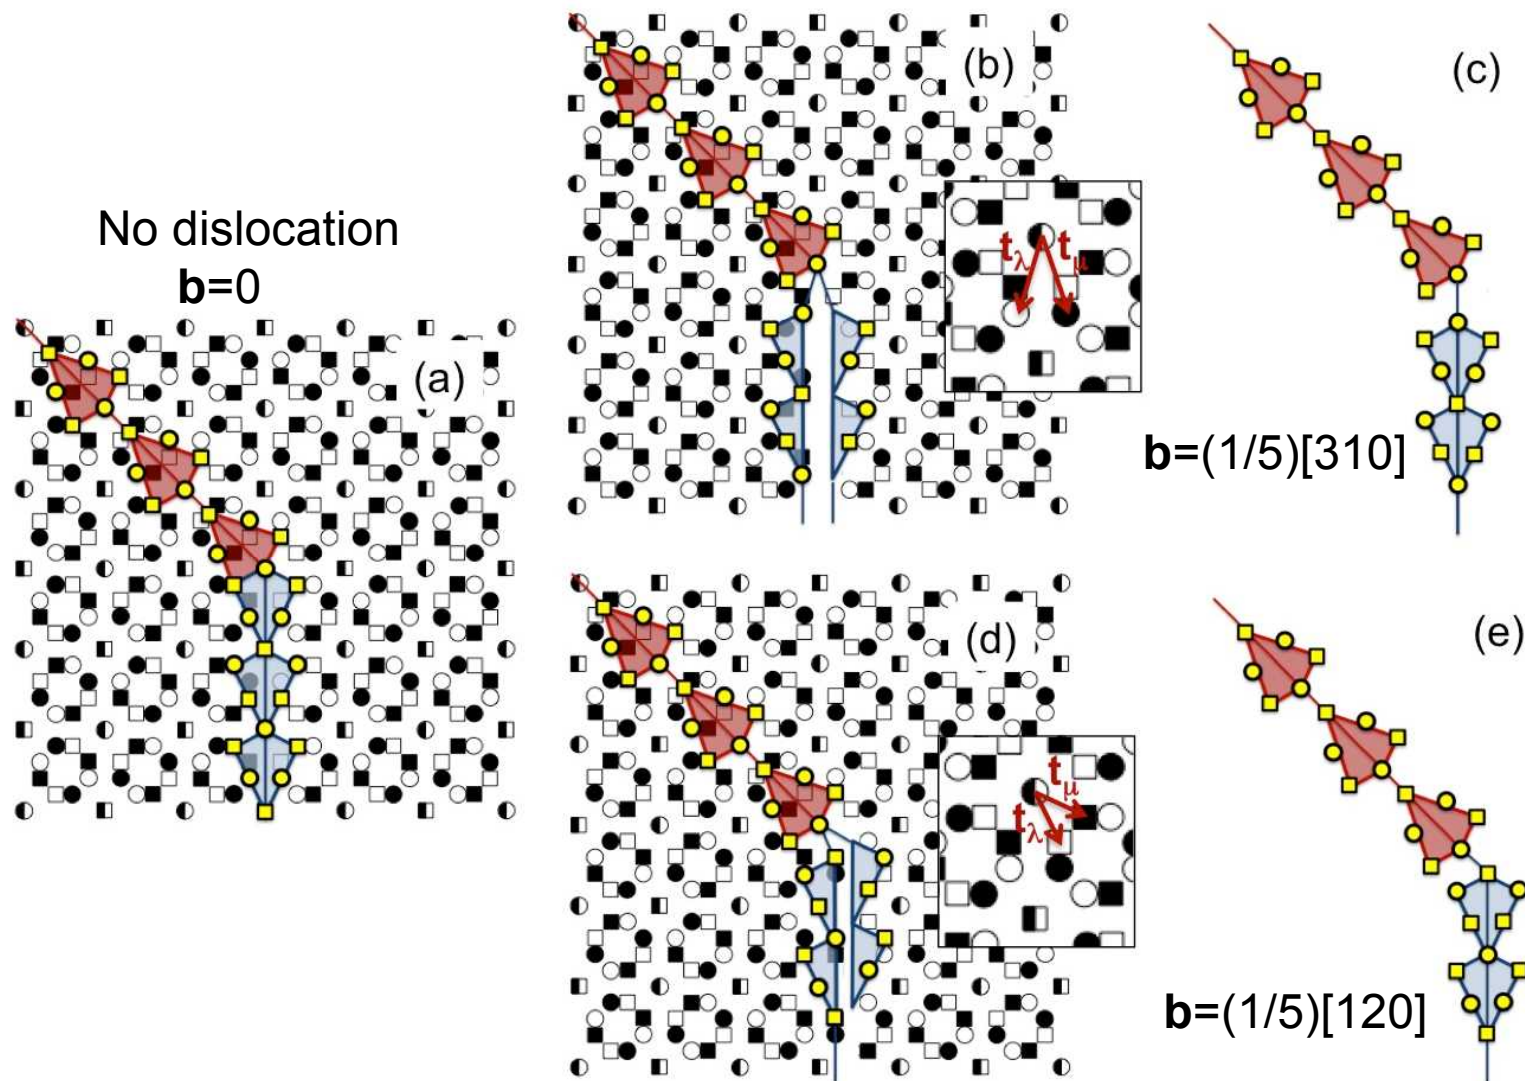 No dislocation
b=0
(a)
(b)
tλ
tμ
(c)
b=(1/5)[310]
(d)
tμ
tλ
(e)
b=(1/5)[120]